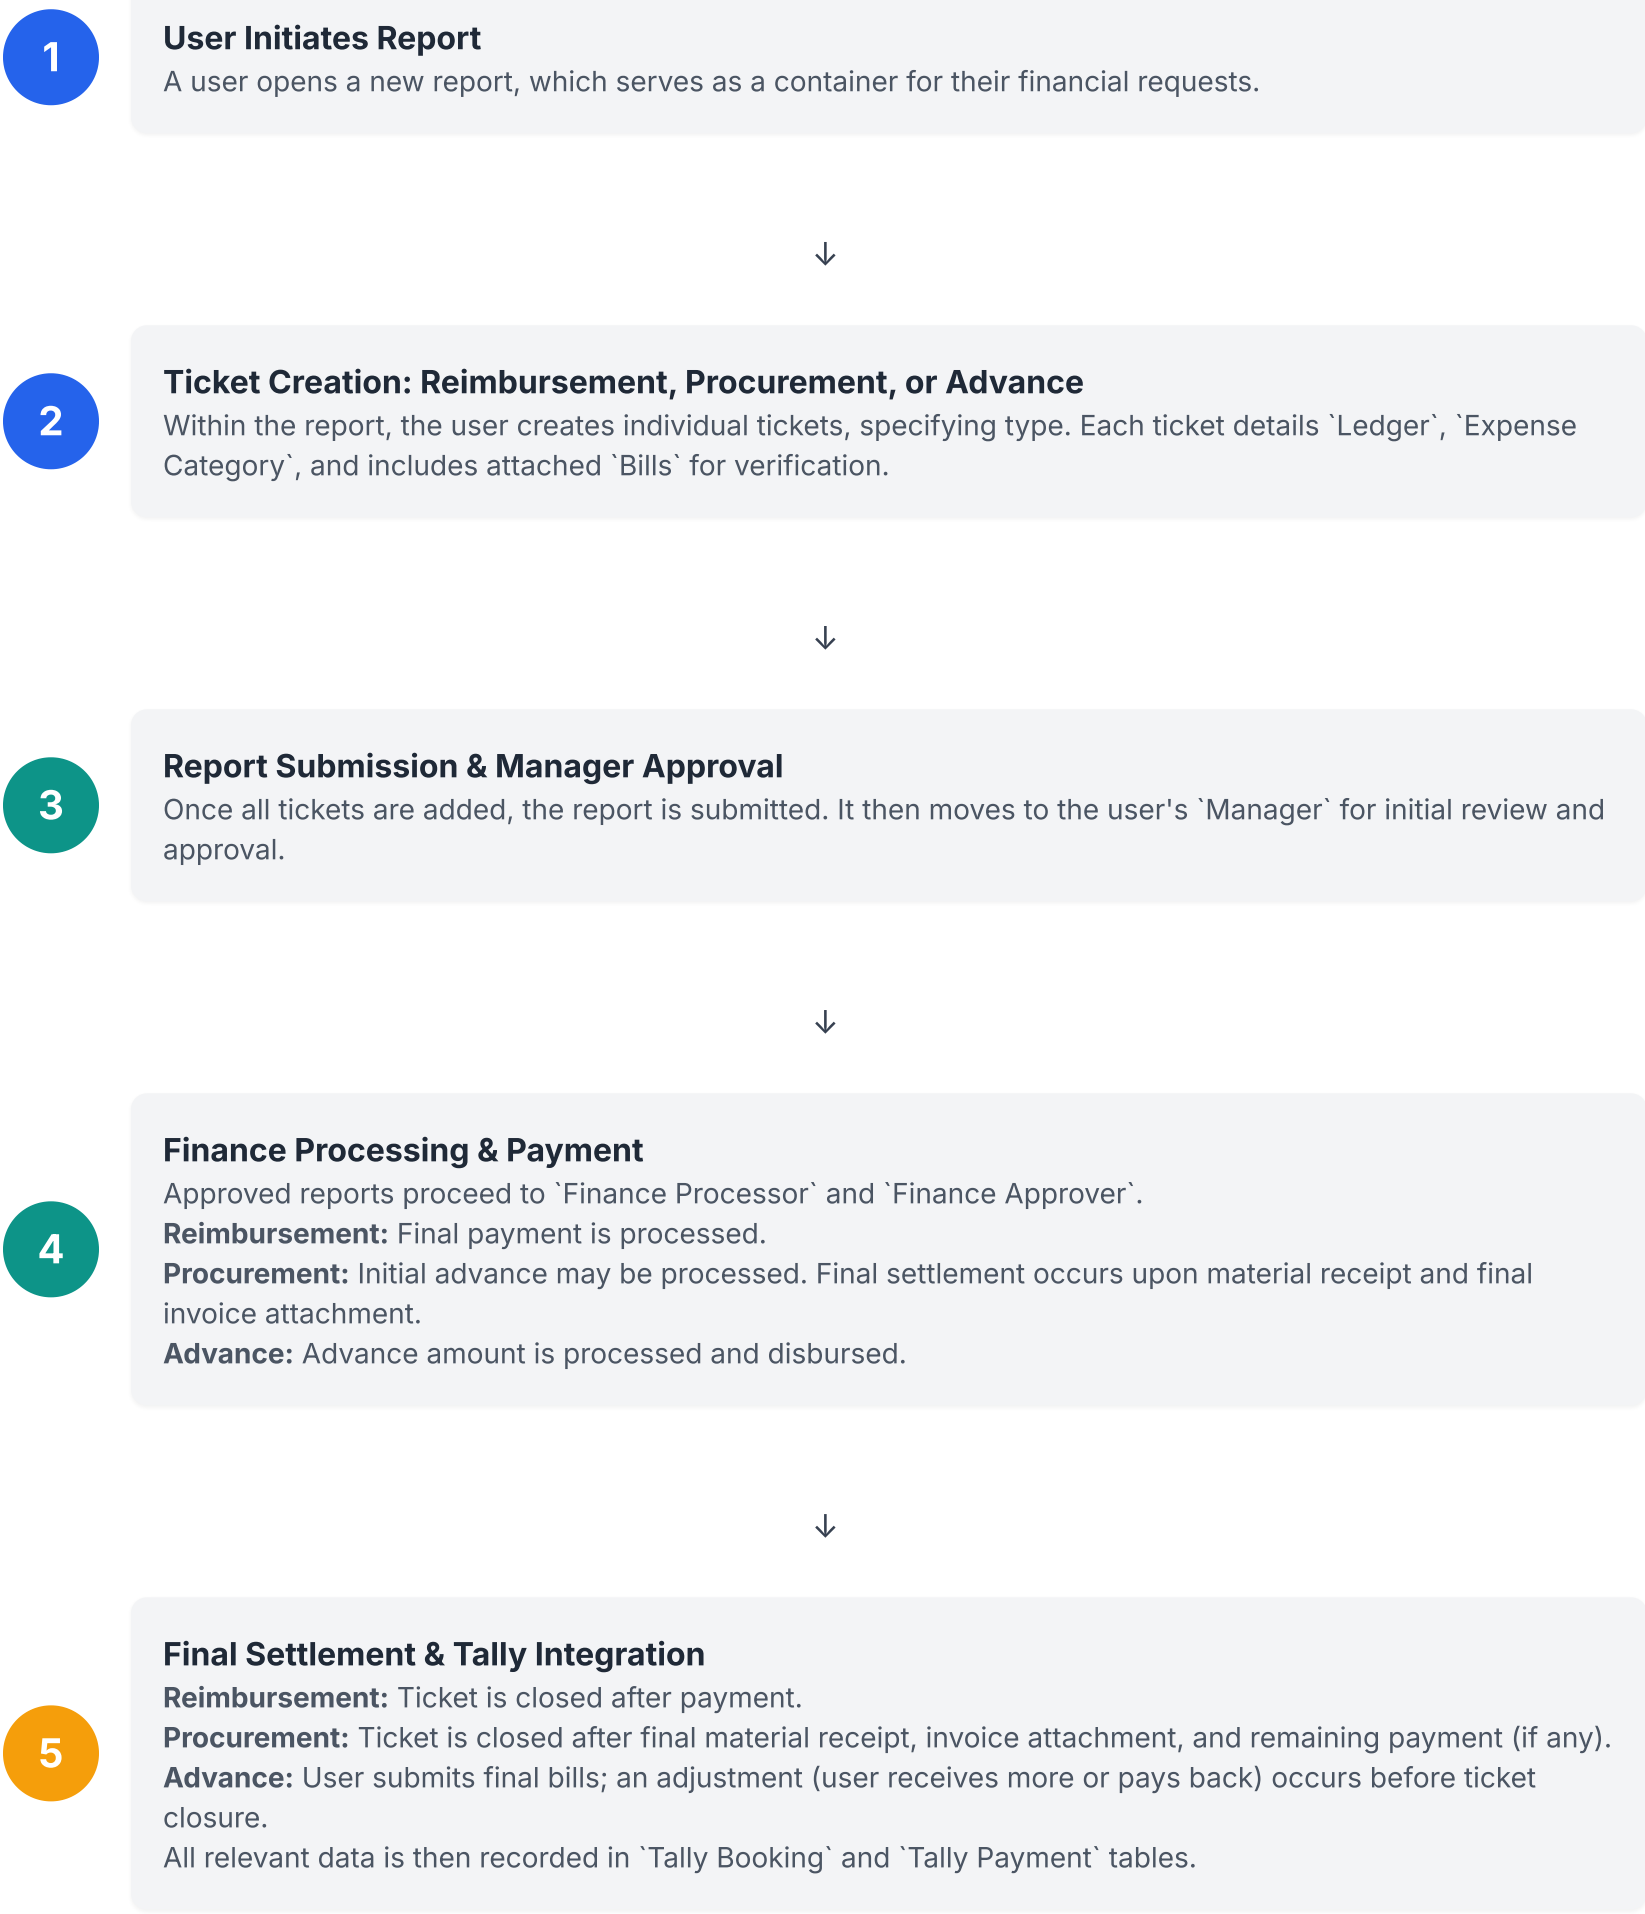 1
User Initiates Report
A user opens a new report, which serves as a container for their financial requests.
↓
2
Ticket Creation: Reimbursement, Procurement, or Advance
Within the report, the user creates individual tickets, specifying type. Each ticket details `Ledger`, `Expense
Category`, and includes attached `Bills` for verification.
↓
3
Report Submission & Manager Approval
Once all tickets are added, the report is submitted. It then moves to the user's `Manager` for initial review and
approval.
↓
4
Finance Processing & Payment
Approved reports proceed to `Finance Processor` and `Finance Approver`.
Reimbursement: Final payment is processed.
Procurement: Initial advance may be processed. Final settlement occurs upon material receipt and final
invoice attachment.
Advance: Advance amount is processed and disbursed.
↓
5
Final Settlement & Tally Integration
Reimbursement: Ticket is closed after payment.
Procurement: Ticket is closed after final material receipt, invoice attachment, and remaining payment (if any).
Advance: User submits final bills; an adjustment (user receives more or pays back) occurs before ticket
closure.
All relevant data is then recorded in `Tally Booking` and `Tally Payment` tables.